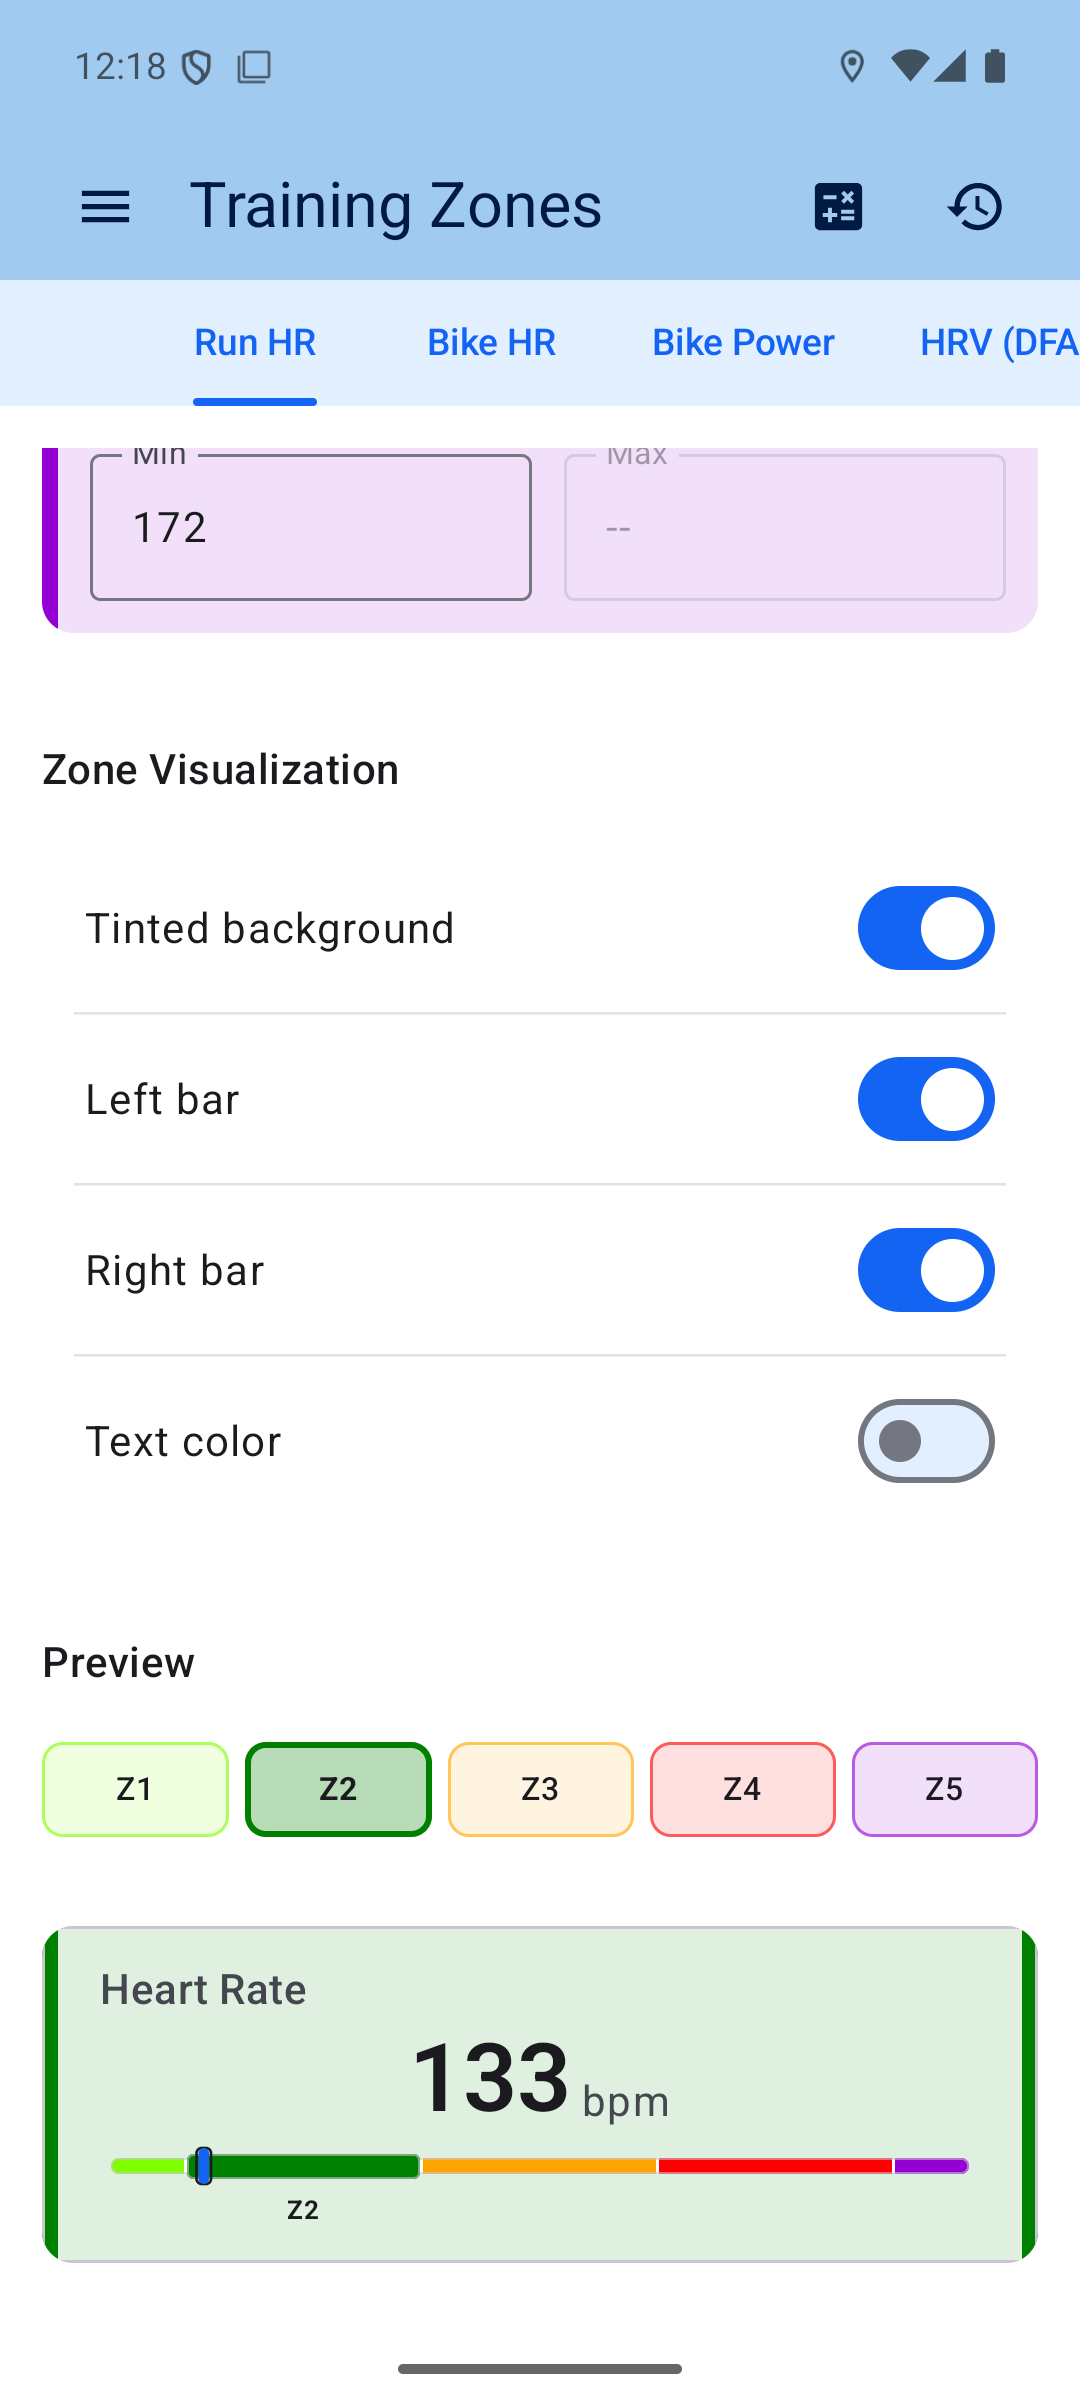 12:18
Training Zones
Run HR Bike HR Bike Power HRV (DFA
Min Max
172 --
Zone Visualization
Tinted background
Left bar
Right bar
Text color
Preview
Z1 Z2 Z3 Z4 Z5
Heart Rate
133 bpm
Z2